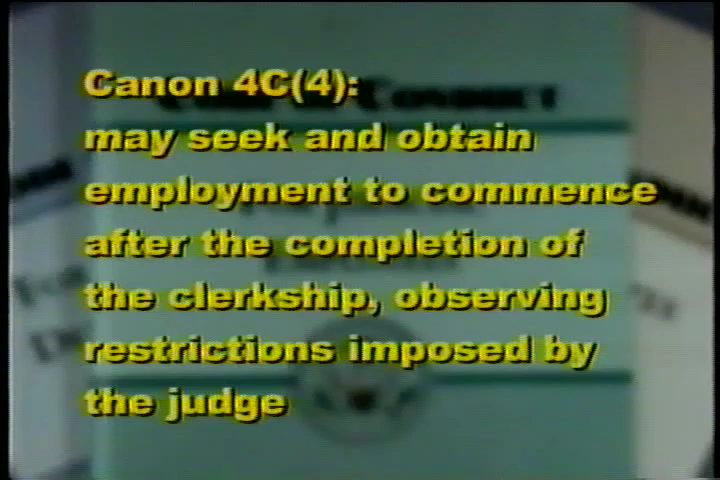 Canon 4C(4):
may seek and obtain
employment to commence
after the completion of
the clerkship, observing
restrictions imposed by
the judge